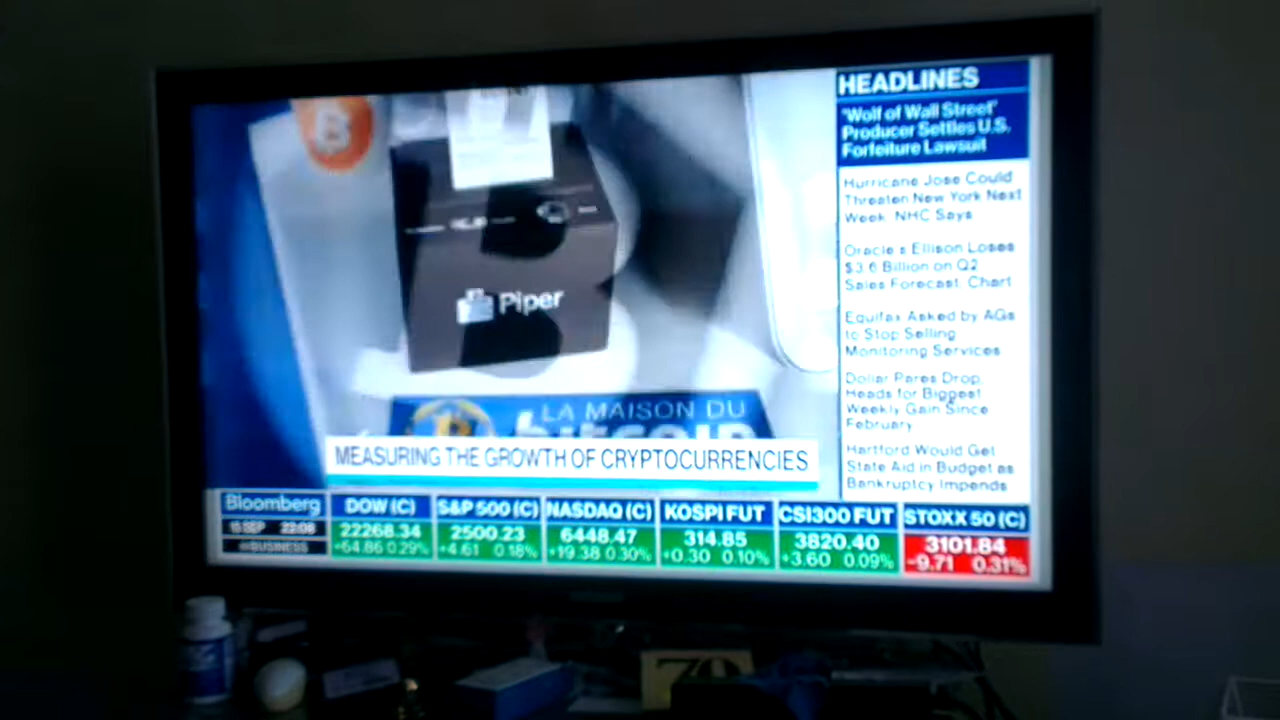 HEADLINES
'Wolf of Wall Street'
Producer Settles U.S.
Forfeiture Lawsuit
Hurricane Jose Could
Threaten New York Next
Week, NHC Says
Oracle's Ellison Loses
$3.6 Billion on Q2
Sales Forecast: Chart
Equifax Asked by AGs
to Stop Selling
Monitoring Services
Dollar Pares Drop,
Heads for Biggest
Weekly Gain Since
February
Hartford Would Get
State Aid in Budget as
Bankruptcy Impends
B
Piper
LA MAISON DU
bitcoin
MEASURING THE GROWTH OF CRYPTOCURRENCIES
Bloomberg
15 SEP 22:08
@BUSINESS
DOW (C)
22268.34
+64.86 0.29%
S&P 500 (C)
2500.23
+4.61 0.18%
NASDAQ (C)
6448.47
+19.38 0.30%
KOSPI FUT
314.85
+0.30 0.10%
CSI300 FUT
3820.40
+3.60 0.09%
STOXX 50 (C)
3101.84
-9.71 0.31%
70